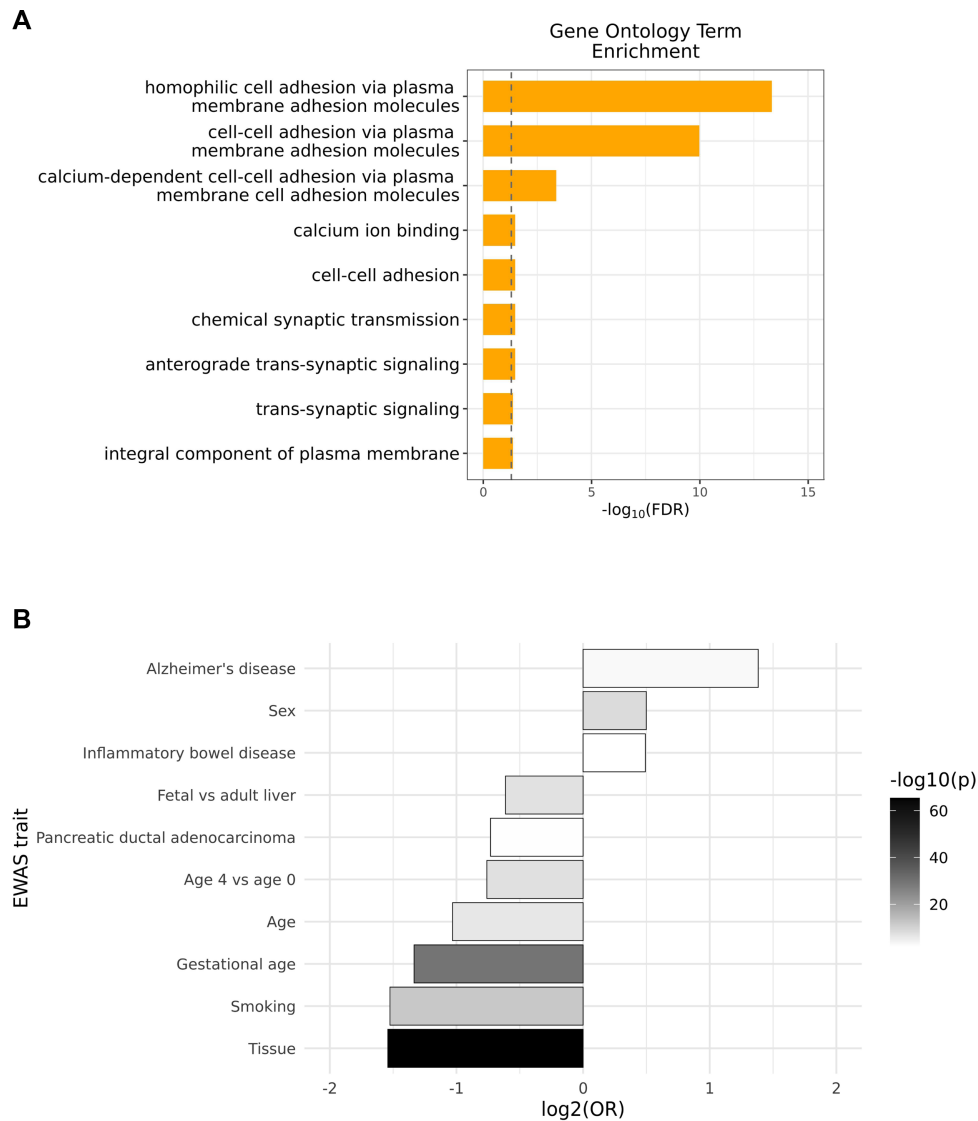 A
Gene Ontology Term
Enrichment
homophilic cell adhesion via plasma
membrane adhesion molecules
cell-cell adhesion via plasma
membrane adhesion molecules
calcium-dependent cell-cell adhesion via plasma
membrane cell adhesion molecules
calcium ion binding
cell-cell adhesion
chemical synaptic transmission
anterograde trans-synaptic signaling
trans-synaptic signaling
integral component of plasma membrane
0 5 10 15
-log₁₀(FDR)
B
EWAS trait
Alzheimer's disease
Sex
Inflammatory bowel disease
Fetal vs adult liver
Pancreatic ductal adenocarcinoma
Age 4 vs age 0
Age
Gestational age
Smoking
Tissue
-2 -1 0 1 2
log2(OR)
-log10(p)
60
40
20